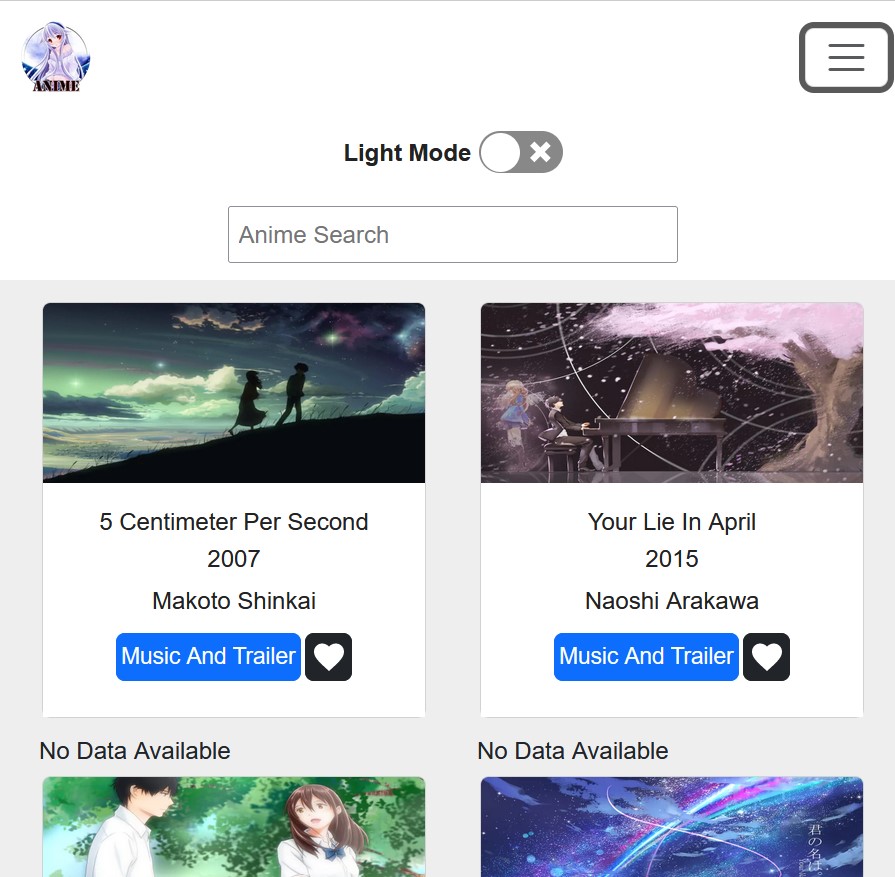 ANIME
Light Mode
Anime Search
5 Centimeter Per Second
2007
Makoto Shinkai
Music And Trailer
Your Lie In April
2015
Naoshi Arakawa
Music And Trailer
No Data Available
No Data Available
君の名は